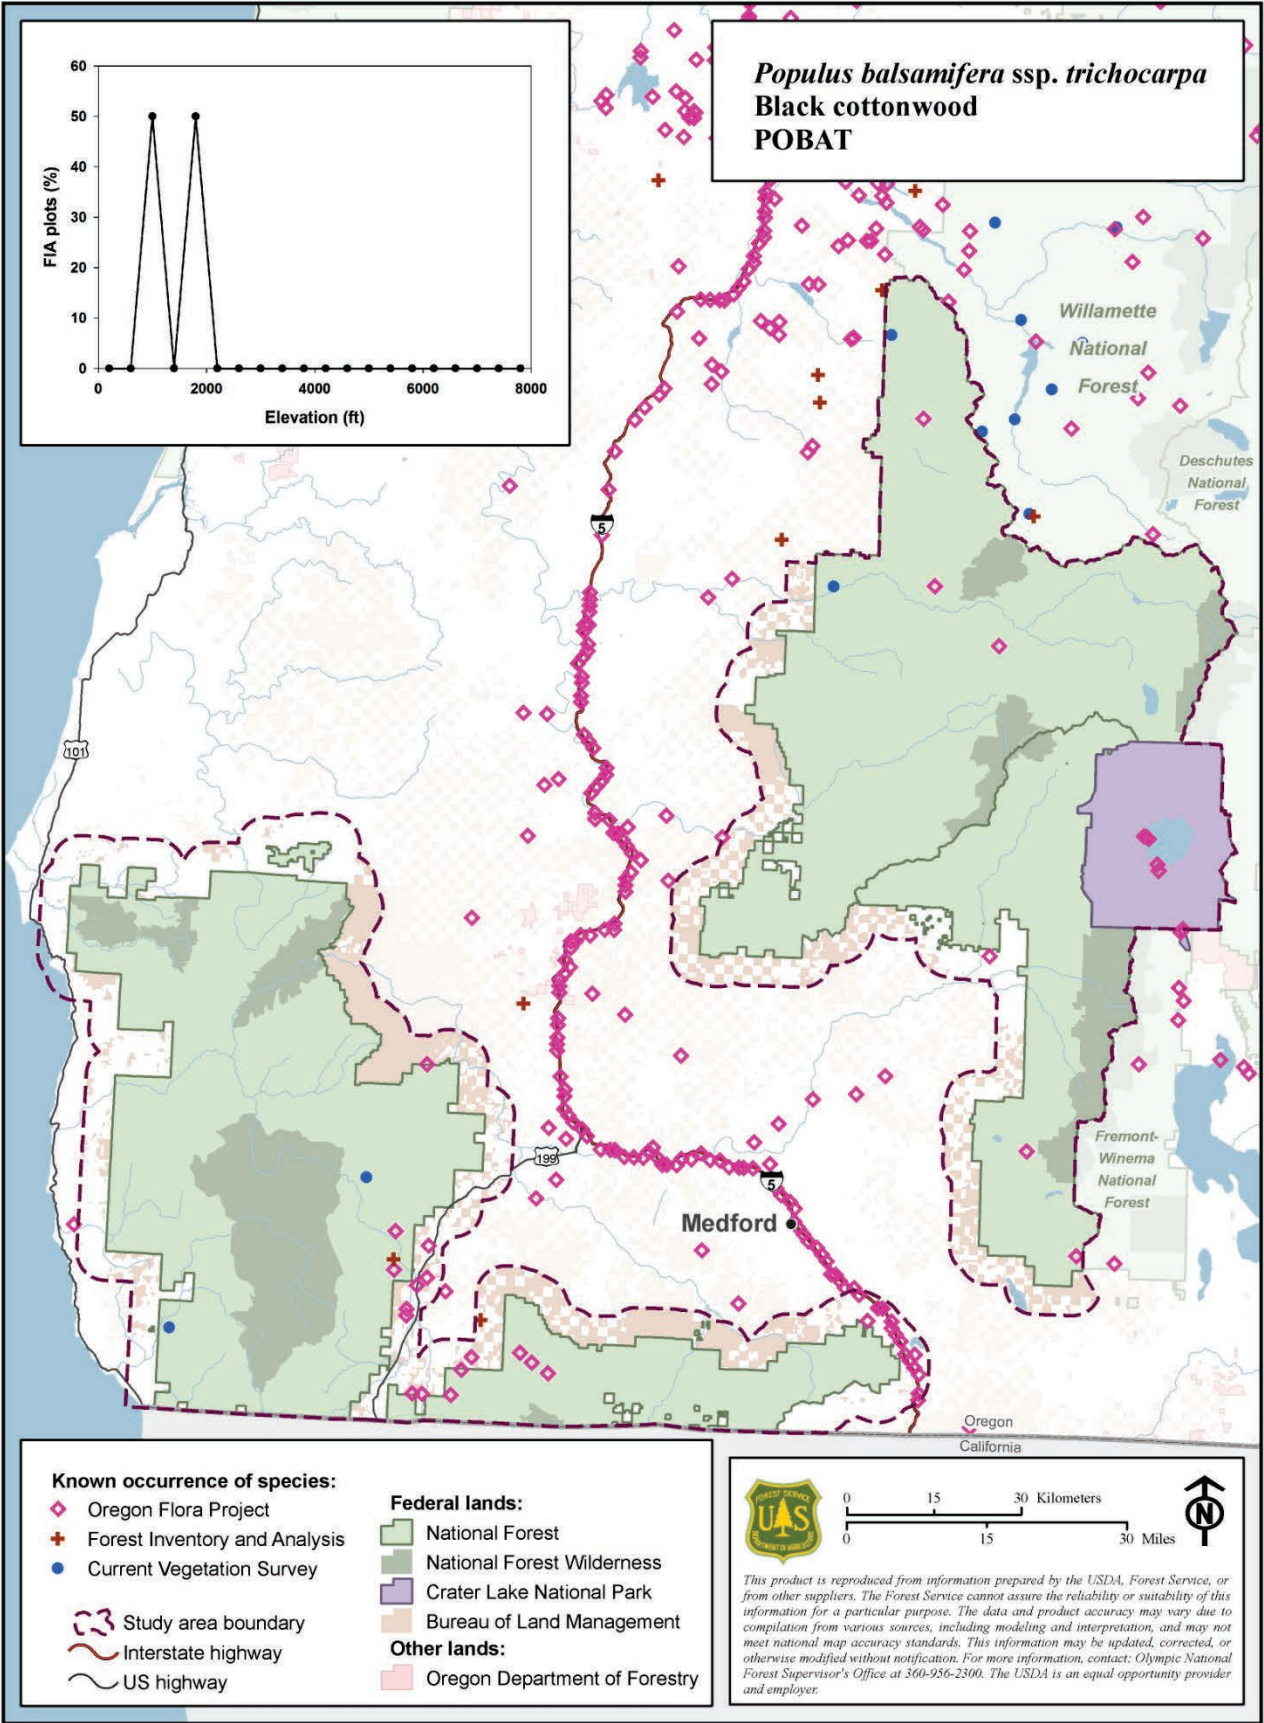 60
50
40
30
20
10
0
FIA plots (%)
0 2000 4000 6000 8000
Elevation (ft)
Populus balsamifera ssp. trichocarpa
Black cottonwood
POBAT
Willamette
National
Forest
Deschutes
National
Forest
5
101
199
Fremont-
Winema
National
Forest
5
Medford
Oregon
California
Known occurrence of species:
Oregon Flora Project
Forest Inventory and Analysis
Current Vegetation Survey
Study area boundary
Interstate highway
US highway
Federal lands:
National Forest
National Forest Wilderness
Crater Lake National Park
Bureau of Land Management
Other lands:
Oregon Department of Forestry
FOREST SERVICE
U S
DEPARTMENT OF AGRICULTURE
0 15 30 Kilometers
0 15 30 Miles
N
This product is reproduced from information prepared by the USDA, Forest Service, or
from other suppliers. The Forest Service cannot assure the reliability or suitability of this
information for a particular purpose. The data and product accuracy may vary due to
compilation from various sources, including modeling and interpretation, and may not
meet national map accuracy standards. This information may be updated, corrected, or
otherwise modified without notification. For more information, contact: Olympic National
Forest Supervisor's Office at 360-956-2300. The USDA is an equal opportunity provider
and employer.